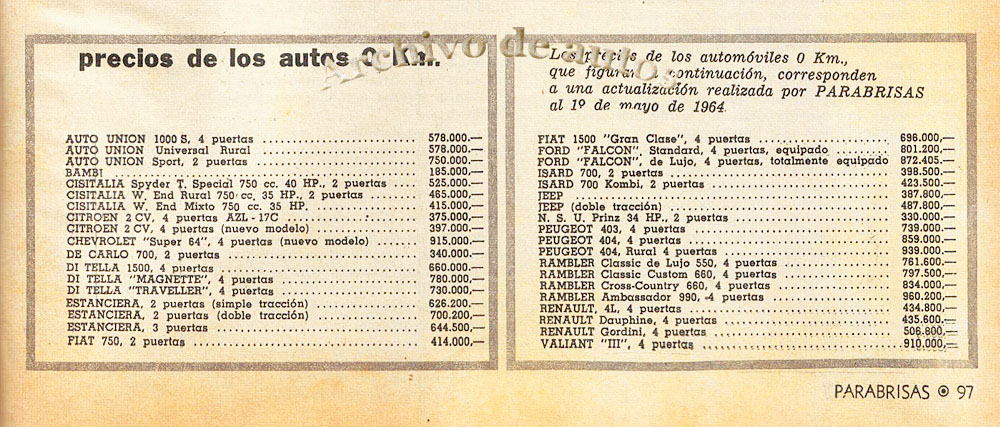 Archivo de autos
precios de los autos 0 Km.
AUTO UNION 1000 S, 4 puertas ........ 578.000.—
AUTO UNION Universal Rural ........ 578.000.—
AUTO UNION Sport, 2 puertas ........ 750.000.—
BAMBI ........ 185.000.—
CISITALIA Spyder T. Special 750 cc. 40 HP., 2 puertas .... 525.000.—
CISITALIA W. End Rural 750 cc. 35 HP., 2 puertas ........ 465.000.—
CISITALIA W. End Mixto 750 cc. 35 HP. ........ 415.000.—
CITROEN 2 CV, 4 puertas AZL - 17C ........ 375.000.—
CITROEN 2 CV, 4 puertas (nuevo modelo) ........ 397.000.—
CHEVROLET "Super 64", 4 puertas (nuevo modelo) ........ 915.000.—
DE CARLO 700, 2 puertas ........ 340.000.—
DI TELLA 1500, 4 puertas ........ 660.000.—
DI TELLA "MAGNETTE", 4 puertas ........ 780.000.—
DI TELLA "TRAVELLER", 4 puertas ........ 730.000.—
ESTANCIERA, 2 puertas (simple tracción) ........ 626.200.—
ESTANCIERA, 2 puertas (doble tracción) ........ 700.200,—
ESTANCIERA, 3 puertas ........ 644.500,—
FIAT 750, 2 puertas ........ 414.000,—
Los precios de los automóviles 0 Km.,
que figuran continuación, corresponden
a una actualización realizada por PARABRISAS
al 1º de mayo de 1964.
FIAT 1500 "Gran Clase", 4 puertas ........ 696.000,—
FORD "FALCON", Standard, 4 puertas, equipado ........ 801.200.—
FORD "FALCON", de Lujo, 4 puertas, totalmente equipado 872.405.—
ISARD 700, 2 puertas ........ 398.500.—
ISARD 700 Kombi, 2 puertas ........ 423.500.—
JEEP ........ 387.800,—
JEEP (doble tracción) ........ 487.800.—
N. S. U. Prinz 34 HP., 2 puertas ........ 330.000.—
PEUGEOT 403, 4 puertas ........ 739.000.—
PEUGEOT 404, 4 puertas ........ 859.000—
PEUGEOT 404, Rural 4 puertas ........ 939.000.—
RAMBLER Classic de Lujo 550, 4 puertas ........ 761.600.—
RAMBLER Classic Custom 660, 4 puertas ........ 797.500.—
RAMBLER Cross-Country 660, 4 puertas ........ 834.000.—
RAMBLER Ambassador 990, 4 puertas ........ 960.200,—
RENAULT, 4L, 4 puertas ........ 434.800.—
RENAULT Dauphine, 4 puertas ........ 435.600.—
RENAULT Gordini, 4 puertas ........ 506.800.—
VALIANT "III", 4 puertas ........ 910.000,—
PARABRISAS ⦿ 97